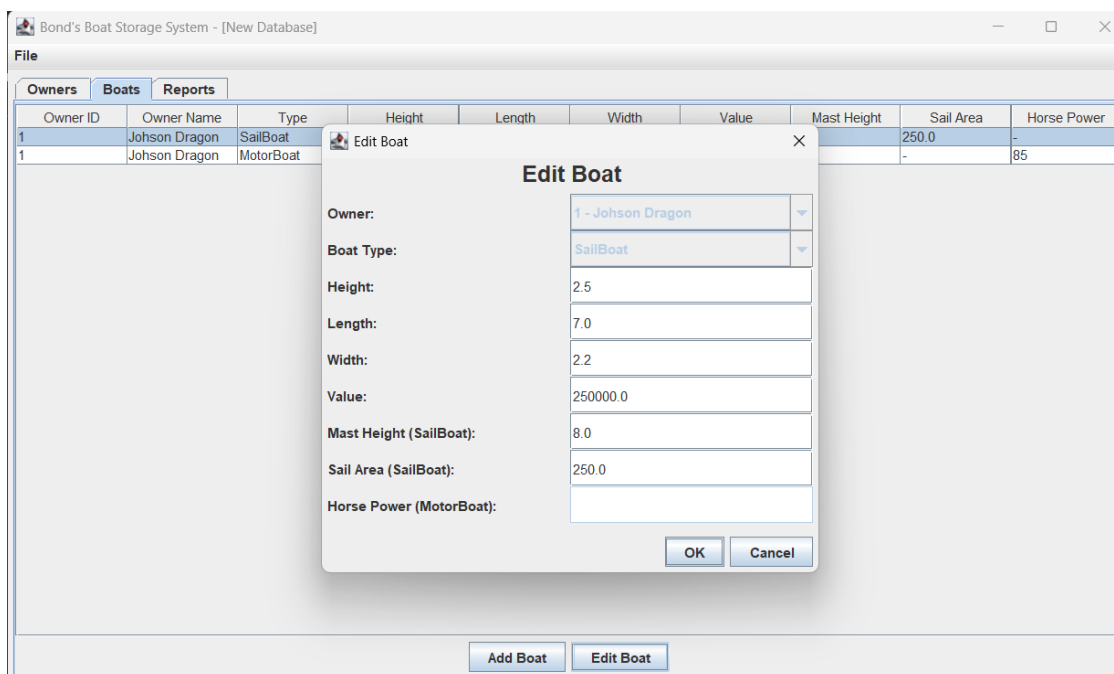 Bond's Boat Storage System - [New Database]
File
Owners Boats Reports
Owner ID Owner Name Type Height Length Width Value Mast Height Sail Area Horse Power
1 Johson Dragon SailBoat 250.0 -
1 Johson Dragon MotorBoat - 85
Edit Boat
Edit Boat
Owner: 1 - Johson Dragon
Boat Type: SailBoat
Height: 2.5
Length: 7.0
Width: 2.2
Value: 250000.0
Mast Height (SailBoat): 8.0
Sail Area (SailBoat): 250.0
Horse Power (MotorBoat):
OK Cancel
Add Boat Edit Boat